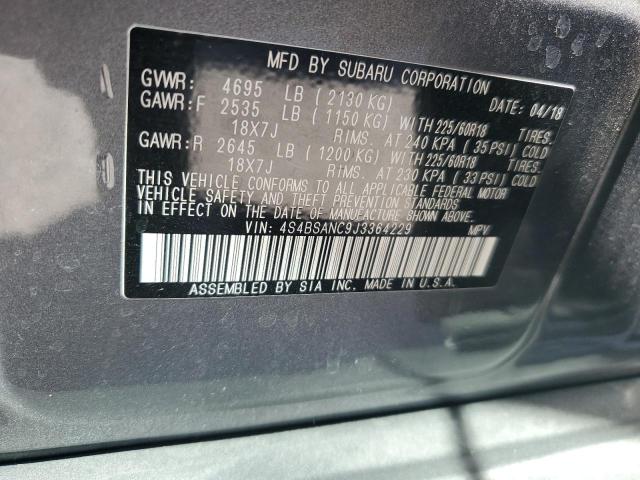 MFD BY SUBARU CORPORATION
GVWR: 4695 LB (2130 KG) DATE: 04/18
GAWR:F 2535 LB (1150 KG) WITH 225/60R18 TIRES.
18X7J RIMS. AT 240 KPA (35 PSI) COLD
GAWR:R 2645 LB (1200 KG) WITH 225/60R18 TIRES.
18X7J RIMS. AT 230 KPA (33 PSI) COLD
THIS VEHICLE CONFORMS TO ALL APPLICABLE FEDERAL MOTOR
VEHICLE SAFETY AND THEFT PREVENTION STANDARDS
IN EFFECT ON THE DATE OF MANUFACTURE SHOWN ABOVE.
VIN: 4S4BSANC9J3364229 MPV
ASSEMBLED BY SIA INC. MADE IN U.S.A.